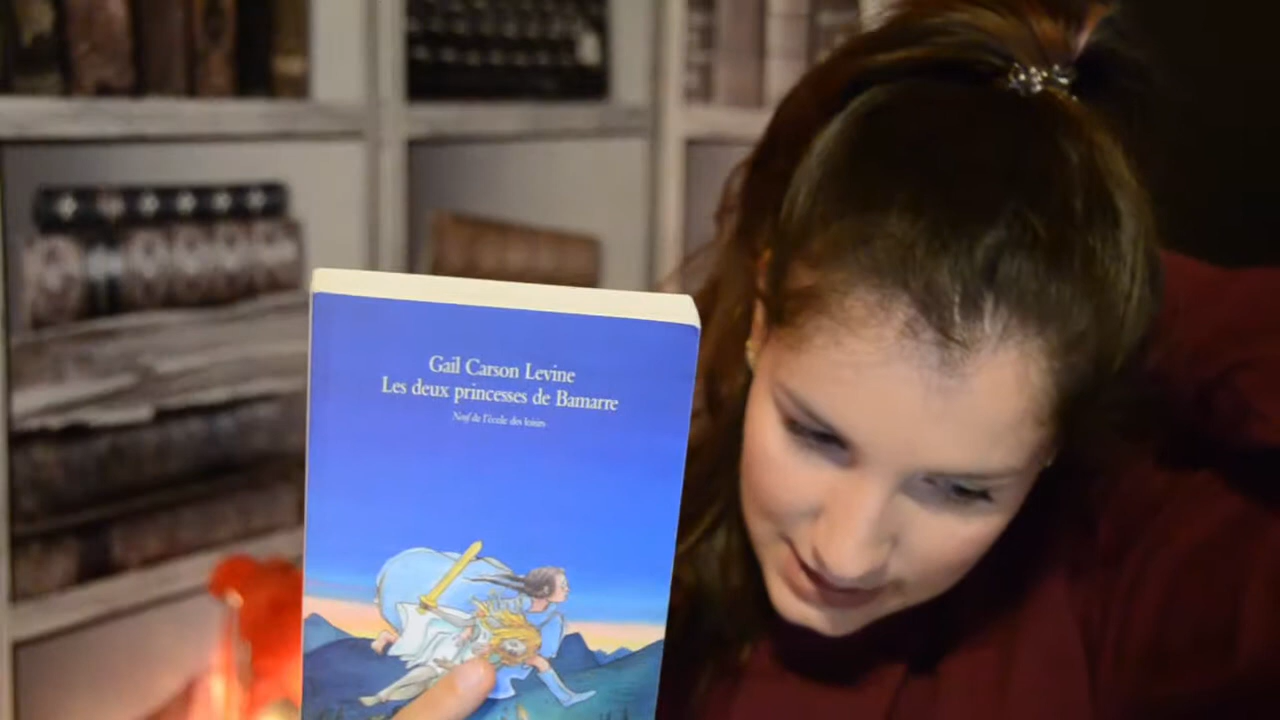 Gail Carson Levine
Les deux princesses de Bamarre
Neuf de l'école des loisirs